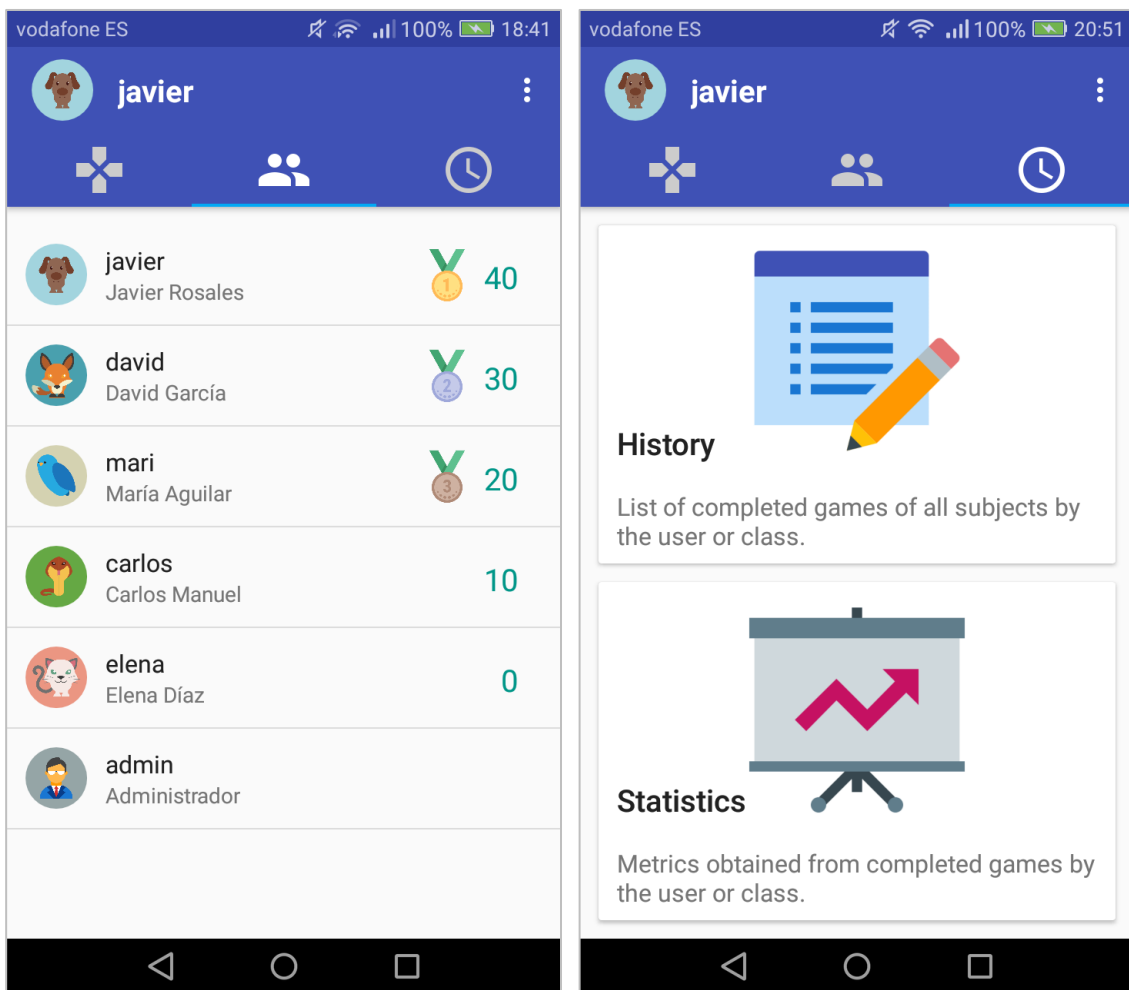 vodafone ES 100% 18:41
javier
javier
Javier Rosales
1 40
david
David García
2 30
mari
María Aguilar
3 20
carlos
Carlos Manuel
10
elena
Elena Díaz
0
admin
Administrador
vodafone ES 100% 20:51
javier
History
List of completed games of all subjects by
the user or class.
Statistics
Metrics obtained from completed games by
the user or class.